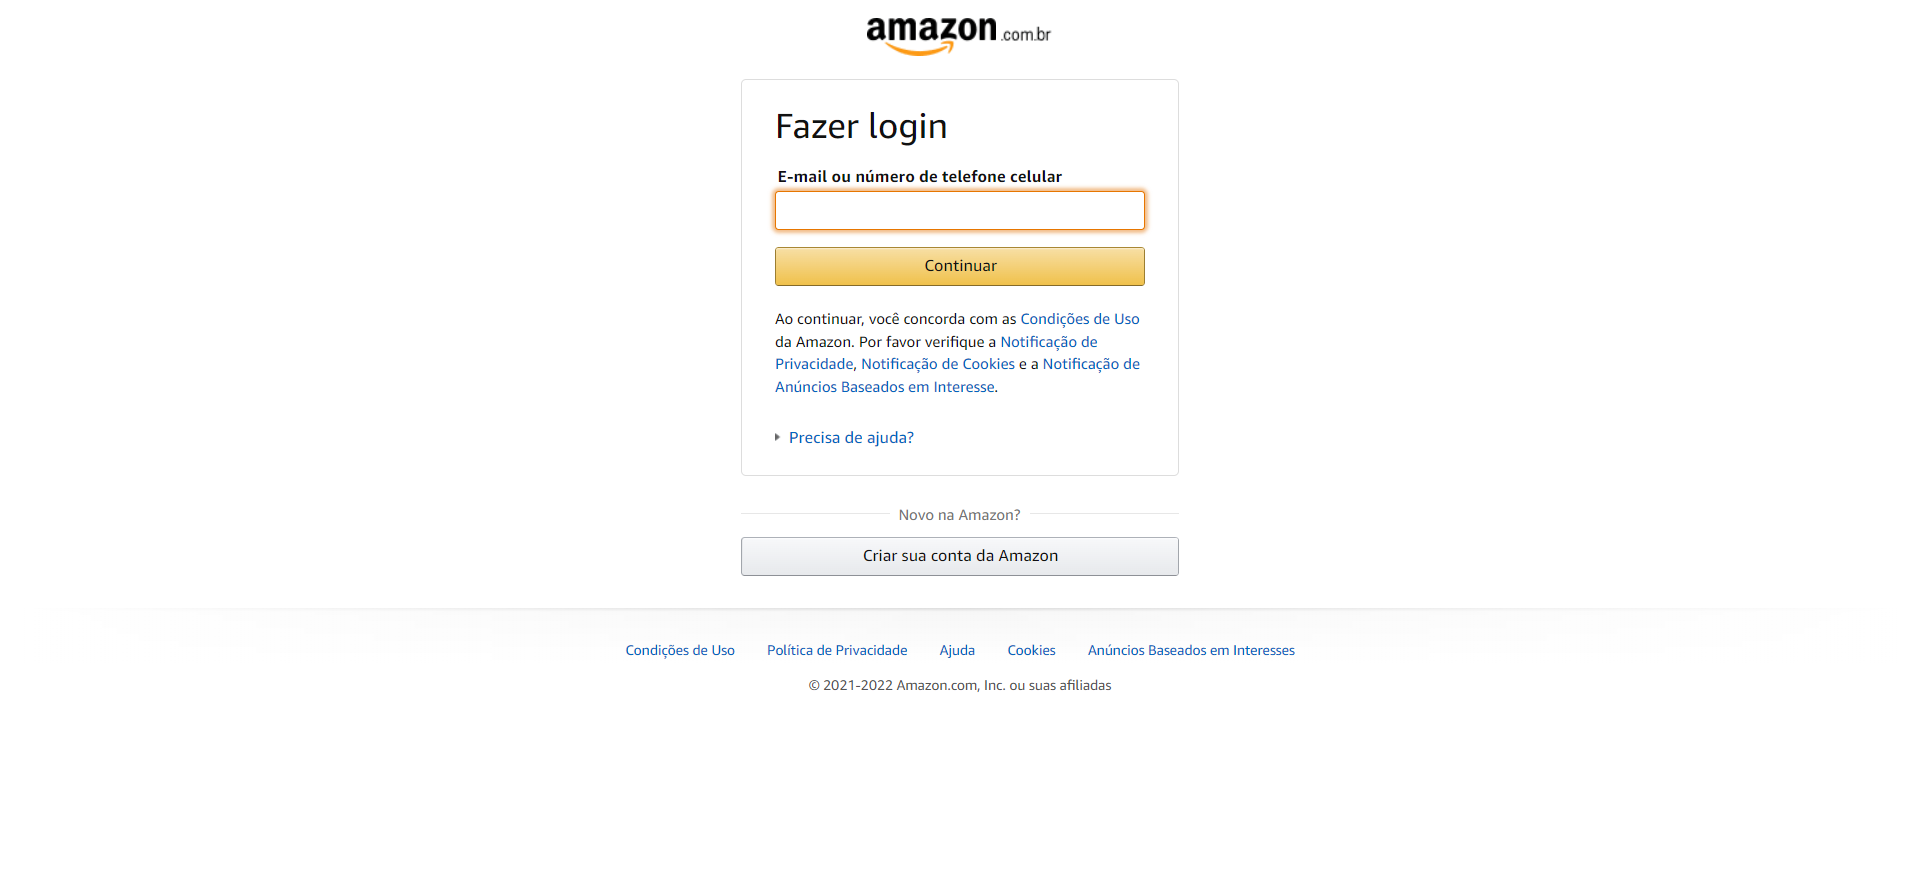 amazon.com.br
Fazer login
E-mail ou número de telefone celular
Continuar
Ao continuar, você concorda com as Condições de Uso
da Amazon. Por favor verifique a Notificação de
Privacidade, Notificação de Cookies e a Notificação de
Anúncios Baseados em Interesse.
Precisa de ajuda?
Novo na Amazon?
Criar sua conta da Amazon
Condições de Uso Política de Privacidade Ajuda Cookies Anúncios Baseados em Interesses
© 2021-2022 Amazon.com, Inc. ou suas afiliadas